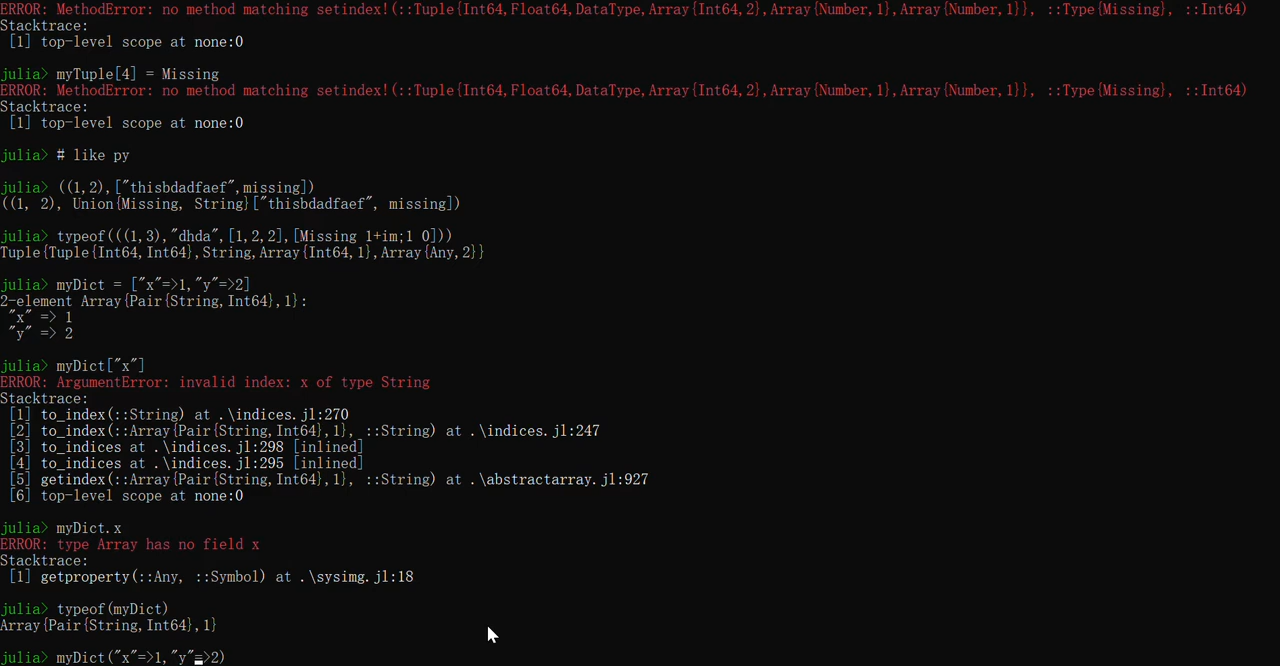 ERROR: MethodError: no method matching setindex!(::Tuple{Int64,Float64,DataType,Array{Int64,2},Array{Number,1},Array{Number,1}}, ::Type{Missing}, ::Int64)
Stacktrace:
 [1] top-level scope at none:0
julia> myTuple[4] = Missing
ERROR: MethodError: no method matching setindex!(::Tuple{Int64,Float64,DataType,Array{Int64,2},Array{Number,1},Array{Number,1}}, ::Type{Missing}, ::Int64)
Stacktrace:
 [1] top-level scope at none:0
julia> # like py
julia> ((1,2),["thisbdadfaef",missing])
((1, 2), Union{Missing, String}["thisbdadfaef", missing])
julia> typeof(((1,3),"dhda",[1,2,2],[Missing 1+im;1 0]))
Tuple{Tuple{Int64,Int64},String,Array{Int64,1},Array{Any,2}}
julia> myDict = ["x"=>1,"y"=>2]
2-element Array{Pair{String,Int64},1}:
 "x" => 1
 "y" => 2
julia> myDict["x"]
ERROR: ArgumentError: invalid index: x of type String
Stacktrace:
 [1] to_index(::String) at .\indices.jl:270
 [2] to_index(::Array{Pair{String,Int64},1}, ::String) at .\indices.jl:247
 [3] to_indices at .\indices.jl:298 [inlined]
 [4] to_indices at .\indices.jl:295 [inlined]
 [5] getindex(::Array{Pair{String,Int64},1}, ::String) at .\abstractarray.jl:927
 [6] top-level scope at none:0
julia> myDict.x
ERROR: type Array has no field x
Stacktrace:
 [1] getproperty(::Any, ::Symbol) at .\sysimg.jl:18
julia> typeof(myDict)
Array{Pair{String,Int64},1}
julia> myDict("x"=>1,"y"=>2)